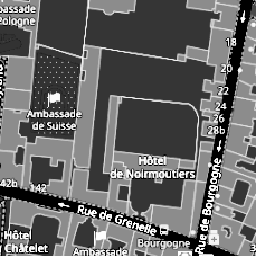 bassade
Pologne
18
20
22
24
26
28b
Ambassade
de Suisse
Hôtel
de Noirmoutiers
42b
142
Rue de Grenelle
Rue de Bourgogne
Hôtel
Châtelet
Bourgogne
Ambassade